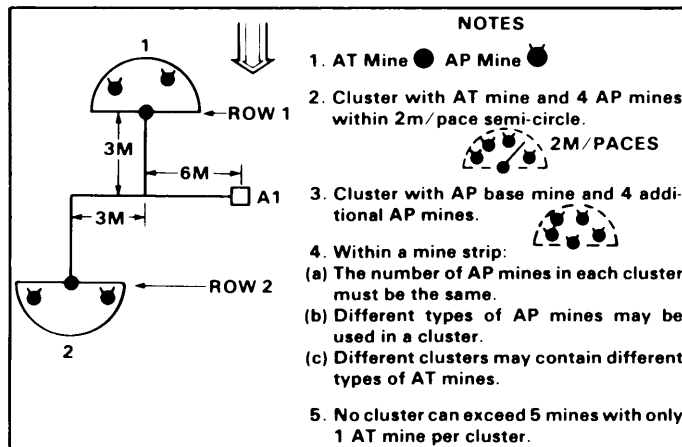 1
ROW 1
3M
6M
A1
3M
ROW 2
2
NOTES
1. AT Mine AP Mine
2. Cluster with AT mine and 4 AP mines
within 2m/pace semi-circle.
2M/PACES
3. Cluster with AP base mine and 4 addi-
tional AP mines.
4. Within a mine strip:
(a) The number of AP mines in each cluster
must be the same.
(b) Different types of AP mines may be
used in a cluster.
(c) Different clusters may contain different
types of AT mines.
5. No cluster can exceed 5 mines with only
1 AT mine per cluster.